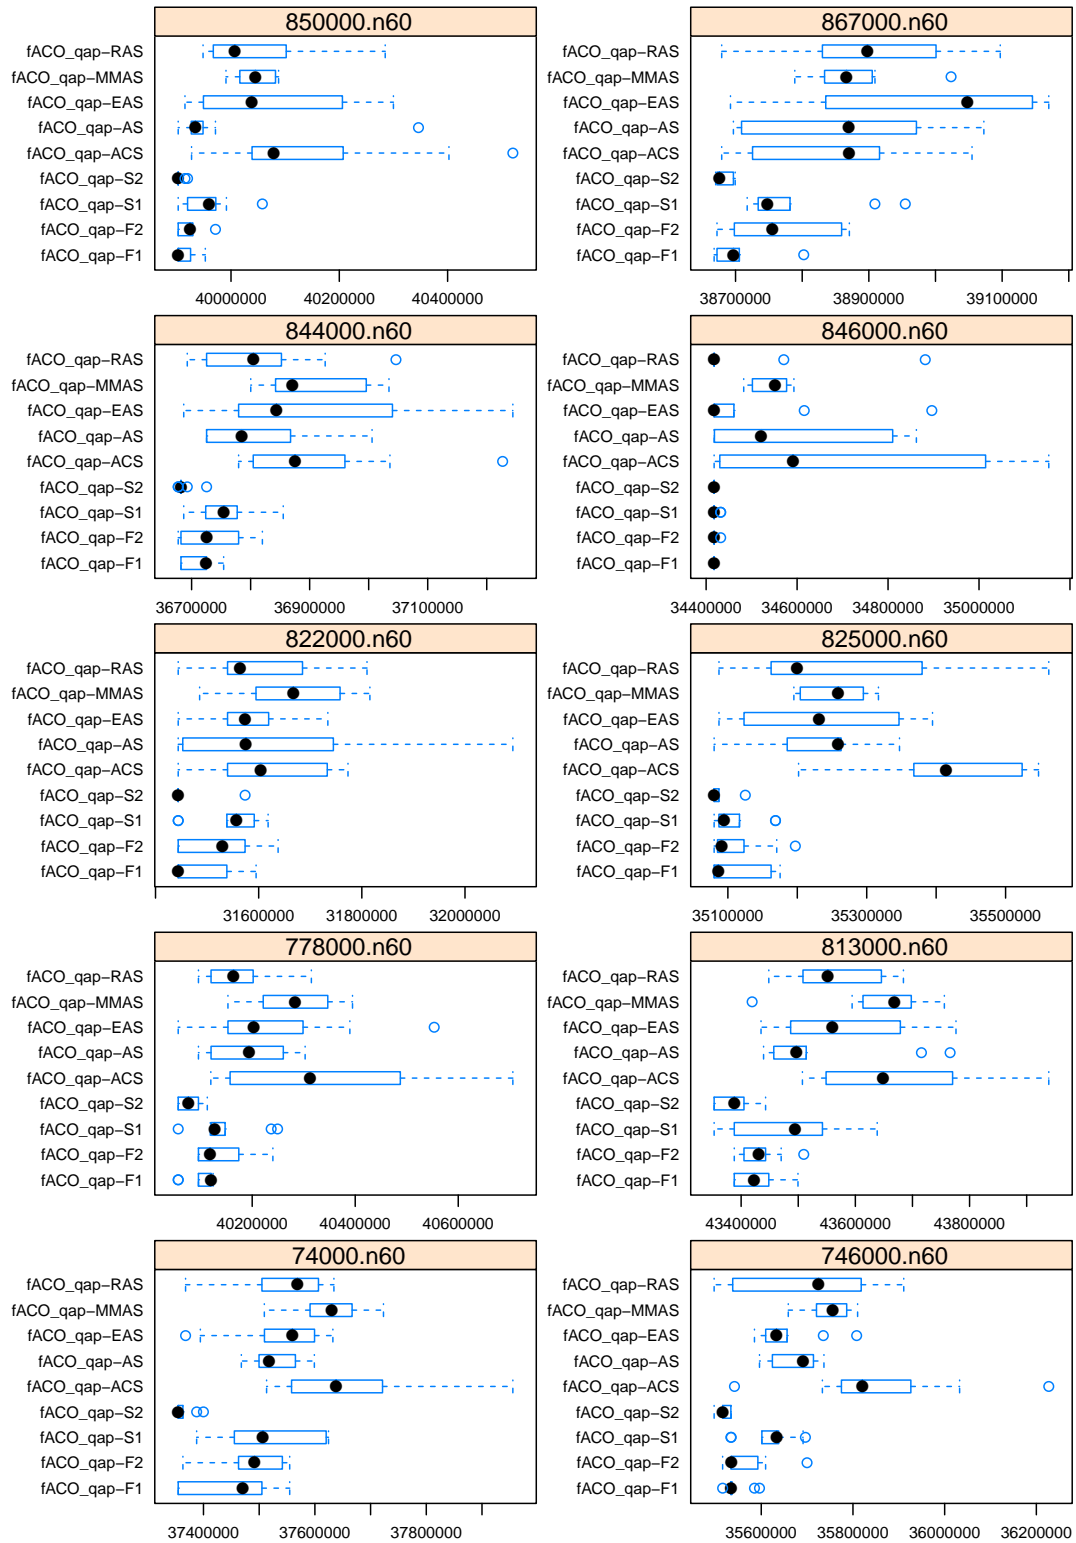 850000.n60
fACO_qap−RAS
fACO_qap−MMAS
fACO_qap−EAS
fACO_qap−AS
fACO_qap−ACS
fACO_qap−S2
fACO_qap−S1
fACO_qap−F2
fACO_qap−F1
40000000 40200000 40400000
867000.n60
fACO_qap−RAS
fACO_qap−MMAS
fACO_qap−EAS
fACO_qap−AS
fACO_qap−ACS
fACO_qap−S2
fACO_qap−S1
fACO_qap−F2
fACO_qap−F1
38700000 38900000 39100000
844000.n60
fACO_qap−RAS
fACO_qap−MMAS
fACO_qap−EAS
fACO_qap−AS
fACO_qap−ACS
fACO_qap−S2
fACO_qap−S1
fACO_qap−F2
fACO_qap−F1
36700000 36900000 37100000
846000.n60
fACO_qap−RAS
fACO_qap−MMAS
fACO_qap−EAS
fACO_qap−AS
fACO_qap−ACS
fACO_qap−S2
fACO_qap−S1
fACO_qap−F2
fACO_qap−F1
34400000 34600000 34800000 35000000
822000.n60
fACO_qap−RAS
fACO_qap−MMAS
fACO_qap−EAS
fACO_qap−AS
fACO_qap−ACS
fACO_qap−S2
fACO_qap−S1
fACO_qap−F2
fACO_qap−F1
31600000 31800000 32000000
825000.n60
fACO_qap−RAS
fACO_qap−MMAS
fACO_qap−EAS
fACO_qap−AS
fACO_qap−ACS
fACO_qap−S2
fACO_qap−S1
fACO_qap−F2
fACO_qap−F1
35100000 35300000 35500000
778000.n60
fACO_qap−RAS
fACO_qap−MMAS
fACO_qap−EAS
fACO_qap−AS
fACO_qap−ACS
fACO_qap−S2
fACO_qap−S1
fACO_qap−F2
fACO_qap−F1
40200000 40400000 40600000
813000.n60
fACO_qap−RAS
fACO_qap−MMAS
fACO_qap−EAS
fACO_qap−AS
fACO_qap−ACS
fACO_qap−S2
fACO_qap−S1
fACO_qap−F2
fACO_qap−F1
43400000 43600000 43800000
74000.n60
fACO_qap−RAS
fACO_qap−MMAS
fACO_qap−EAS
fACO_qap−AS
fACO_qap−ACS
fACO_qap−S2
fACO_qap−S1
fACO_qap−F2
fACO_qap−F1
37400000 37600000 37800000
746000.n60
fACO_qap−RAS
fACO_qap−MMAS
fACO_qap−EAS
fACO_qap−AS
fACO_qap−ACS
fACO_qap−S2
fACO_qap−S1
fACO_qap−F2
fACO_qap−F1
35600000 35800000 36000000 36200000